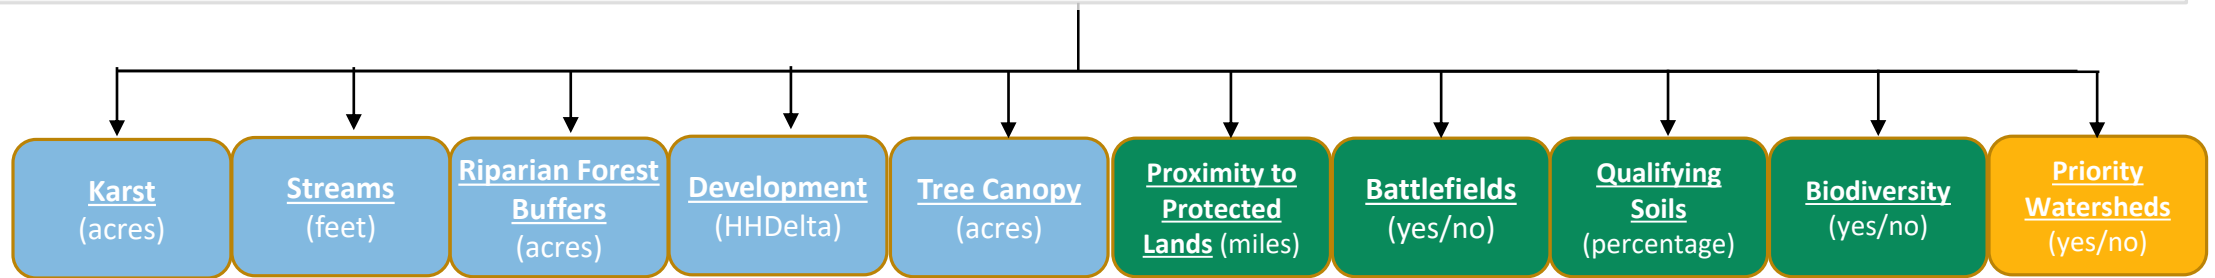 Karst
(acres)
Streams
(feet)
Riparian Forest
Buffers
(acres)
Development
(HHDelta)
Tree Canopy
(acres)
Proximity to
Protected
Lands (miles)
Battlefields
(yes/no)
Qualifying
Soils
(percentage)
Biodiversity
(yes/no)
Priority
Watersheds
(yes/no)